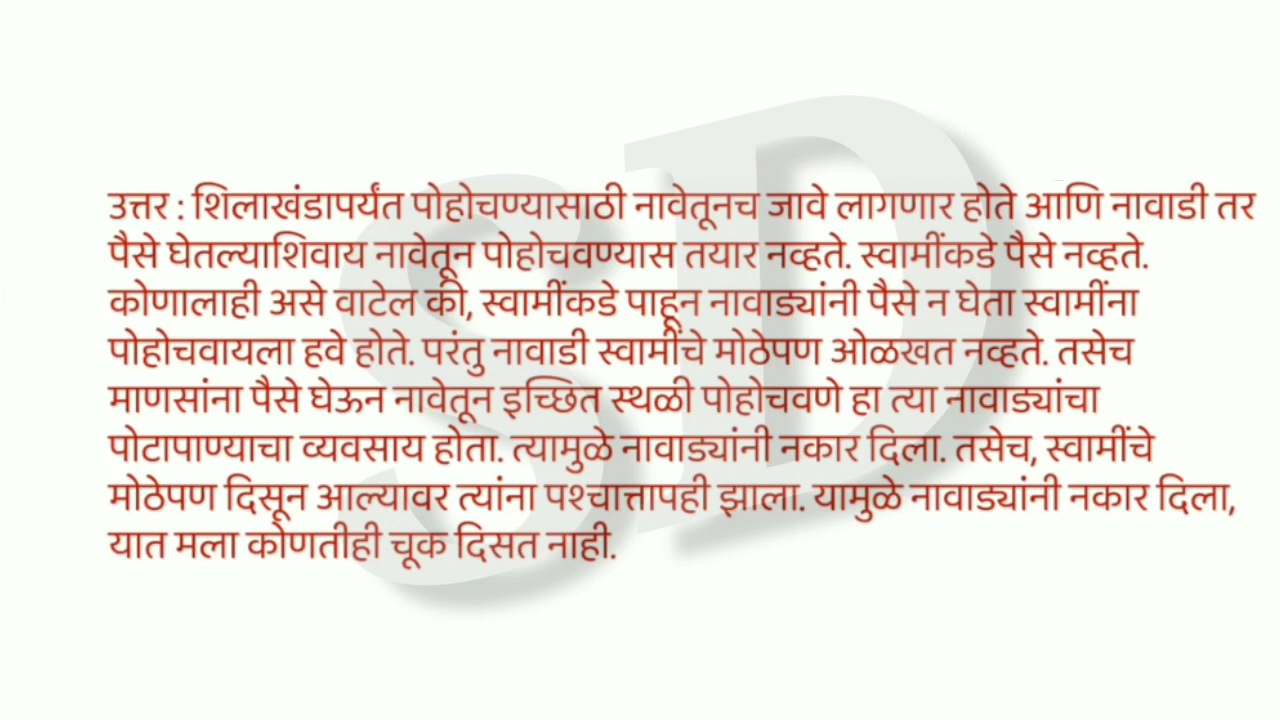 SD
उत्तर : शिलाखंडापर्यंत पोहोचण्यासाठी नावेतूनच जावे लागणार होते आणि नावाडी तर
पैसे घेतल्याशिवाय नावेतून पोहोचवण्यास तयार नव्हते. स्वामींकडे पैसे नव्हते.
कोणालाही असे वाटेल की, स्वामींकडे पाहून नावाड्यांनी पैसे न घेता स्वामींना
पोहोचवायला हवे होते. परंतु नावाडी स्वामींचे मोठेपण ओळखत नव्हते. तसेच
माणसांना पैसे घेऊन नावेतून इच्छित स्थळी पोहोचवणे हा त्या नावाड्यांचा
पोटापाण्याचा व्यवसाय होता. त्यामुळे नावाड्यांनी नकार दिला. तसेच, स्वामींचे
मोठेपण दिसून आल्यावर त्यांना पश्चात्तापही झाला. यामुळे नावाड्यांनी नकार दिला,
यात मला कोणतीही चूक दिसत नाही.